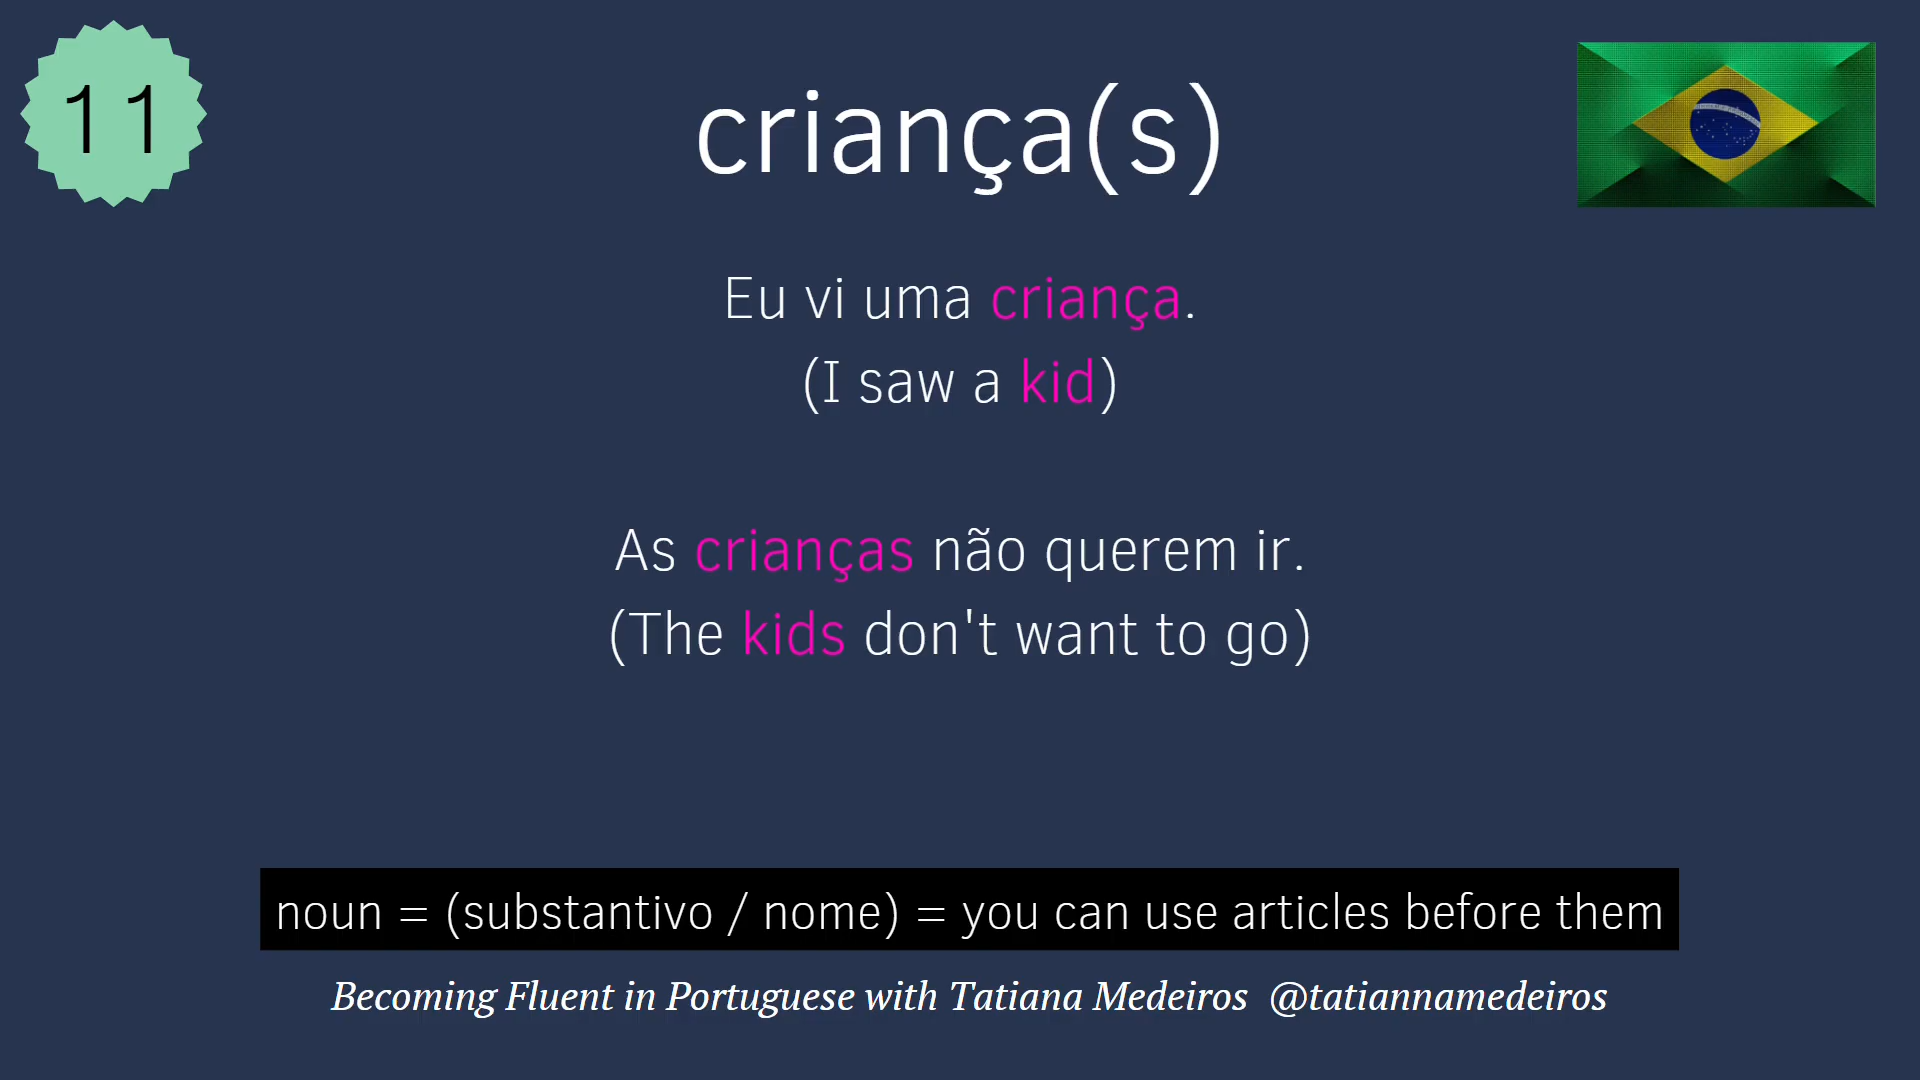 11
criança(s)
Eu vi uma criança.
(I saw a kid)
As crianças não querem ir.
(The kids don't want to go)
noun = (substantivo / nome) = you can use articles before them
Becoming Fluent in Portuguese with Tatiana Medeiros @tatiannamedeiros